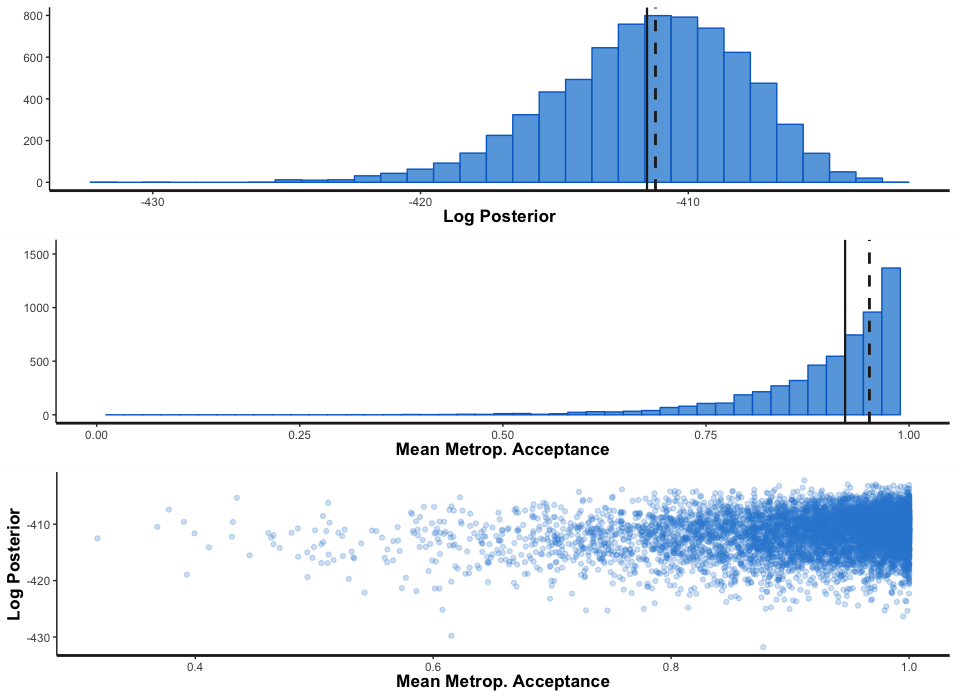 800
600
400
200
0
-430 -420 -410
Log Posterior
1500
1000
500
0
0.00 0.25 0.50 0.75 1.00
Mean Metrop. Acceptance
Log Posterior
-410
-420
-430
0.4 0.6 0.8 1.0
Mean Metrop. Acceptance